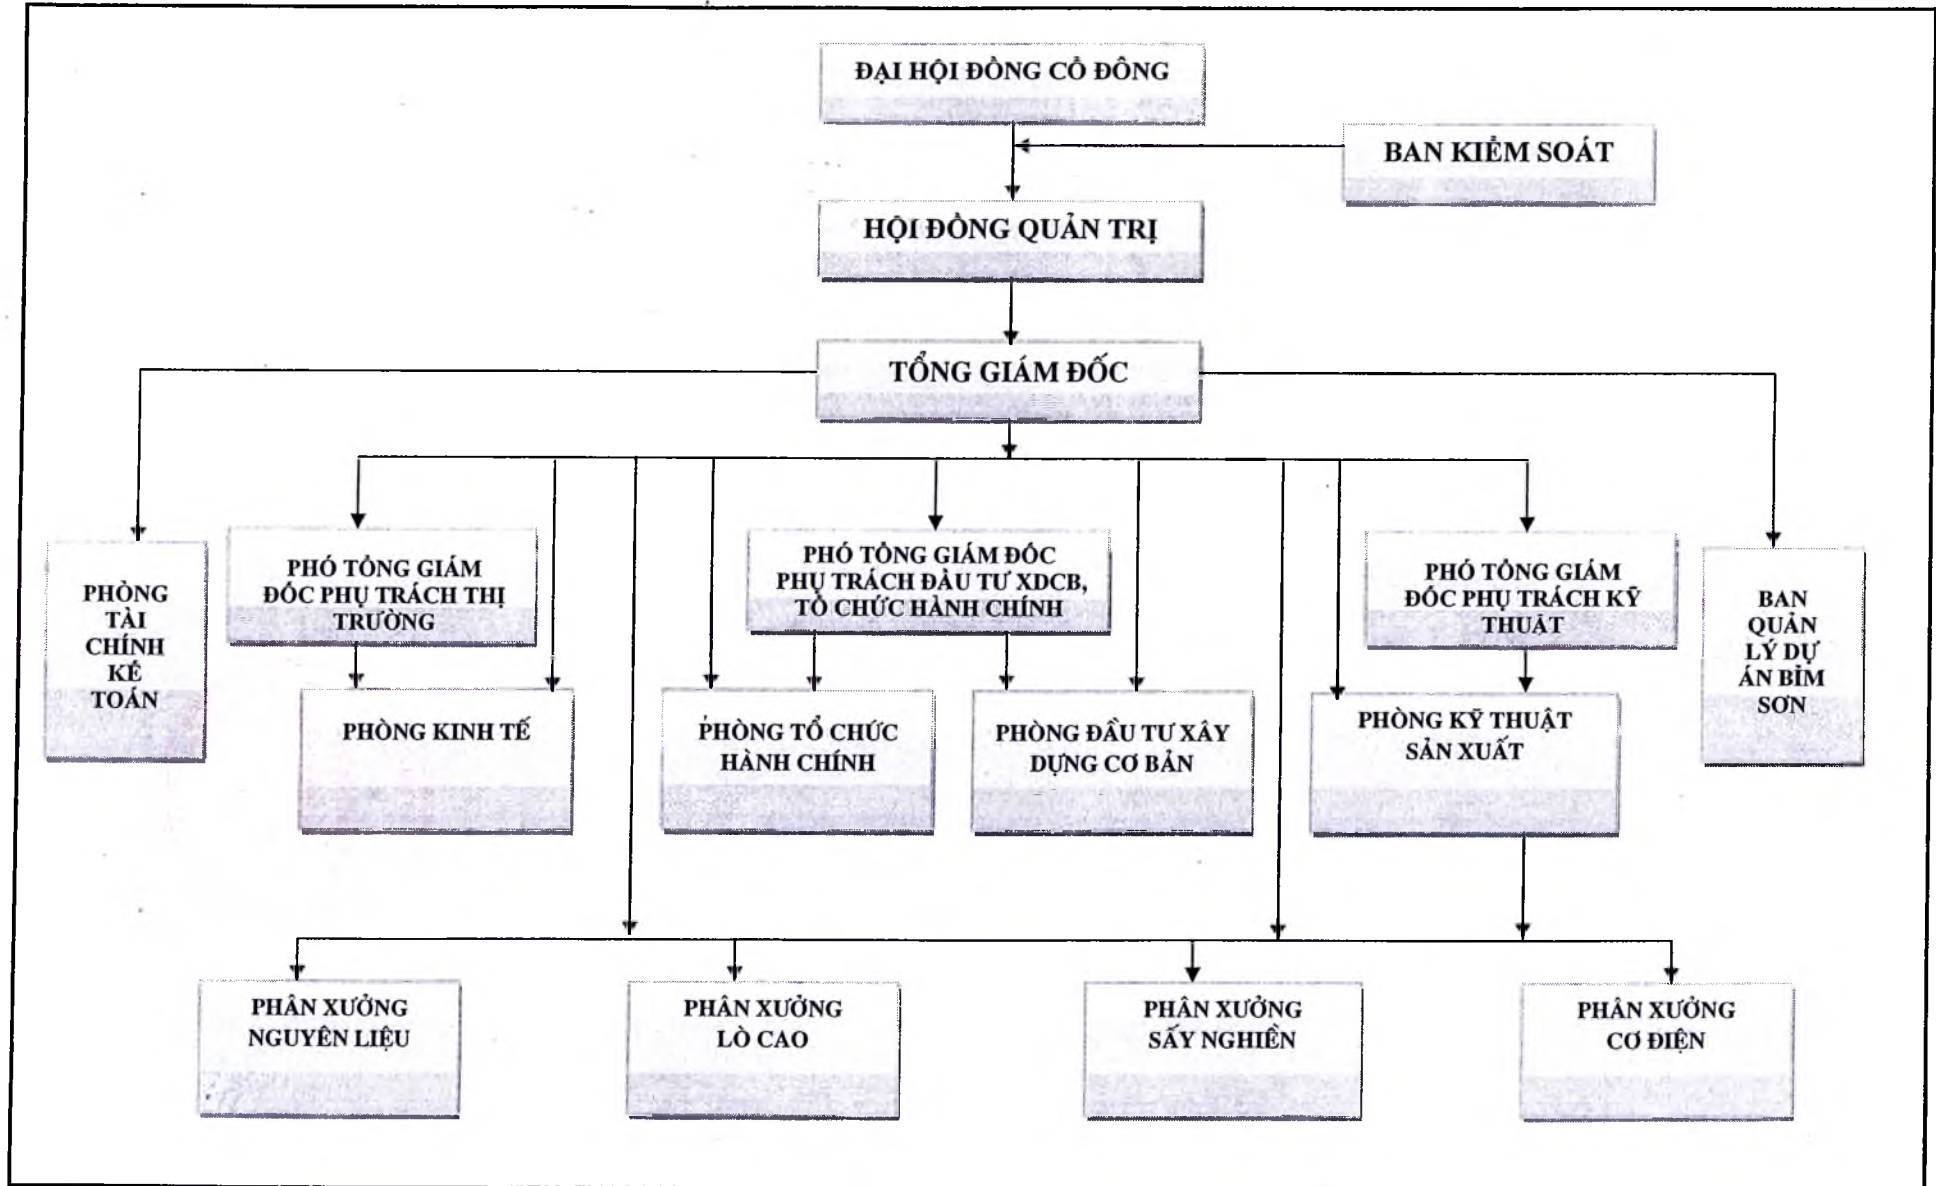 ĐẠI HỘI ĐỒNG CỔ ĐÔNG
BAN KIỂM SOÁT
HỘI ĐỒNG QUẢN TRỊ
TỔNG GIÁM ĐỐC
PHÒNG
TÀI
CHÍNH
KẾ
TOÁN
PHÓ TỔNG GIÁM
ĐỐC PHỤ TRÁCH THỊ
TRƯỜNG
PHÓ TỔNG GIÁM ĐỐC
PHỤ TRÁCH ĐẦU TƯ XDCB,
TỔ CHỨC HÀNH CHÍNH
PHÓ TỔNG GIÁM
ĐỐC PHỤ TRÁCH KỸ
THUẬT
BAN
QUẢN
LÝ DỰ
ÁN BỈM
SƠN
PHÒNG KINH TẾ
PHÒNG TỔ CHỨC
HÀNH CHÍNH
PHÒNG ĐẦU TƯ XÂY
DỰNG CƠ BẢN
PHÒNG KỸ THUẬT
SẢN XUẤT
PHÂN XƯỞNG
NGUYÊN LIỆU
PHÂN XƯỞNG
LÒ CAO
PHÂN XƯỞNG
SẤY NGHIỀN
PHÂN XƯỞNG
CƠ ĐIỆN